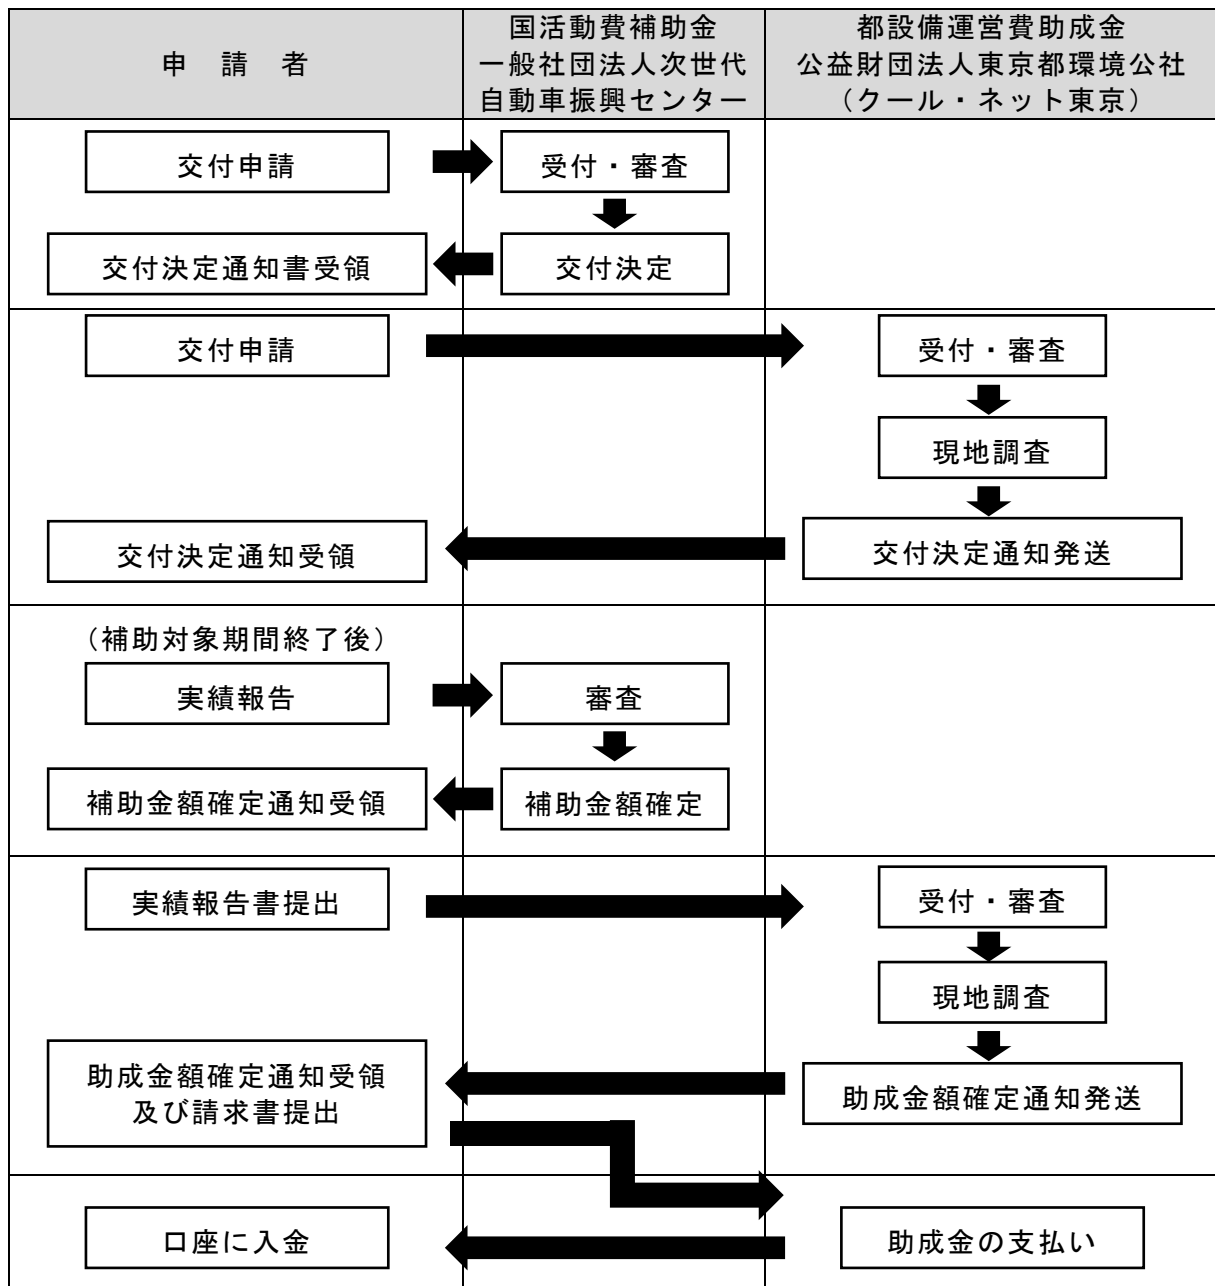 申　請　者
国活動費補助金
一般社団法人次世代
自動車振興センター
都設備運営費助成金
公益財団法人東京都環境公社
（クール・ネット東京）
交付申請
受付・審査
交付決定通知書受領
交付決定
交付申請
受付・審査
現地調査
交付決定通知受領
交付決定通知発送
（補助対象期間終了後）
実績報告
審査
補助金額確定通知受領
補助金額確定
実績報告書提出
受付・審査
現地調査
助成金額確定通知受領
及び請求書提出
助成金額確定通知発送
口座に入金
助成金の支払い